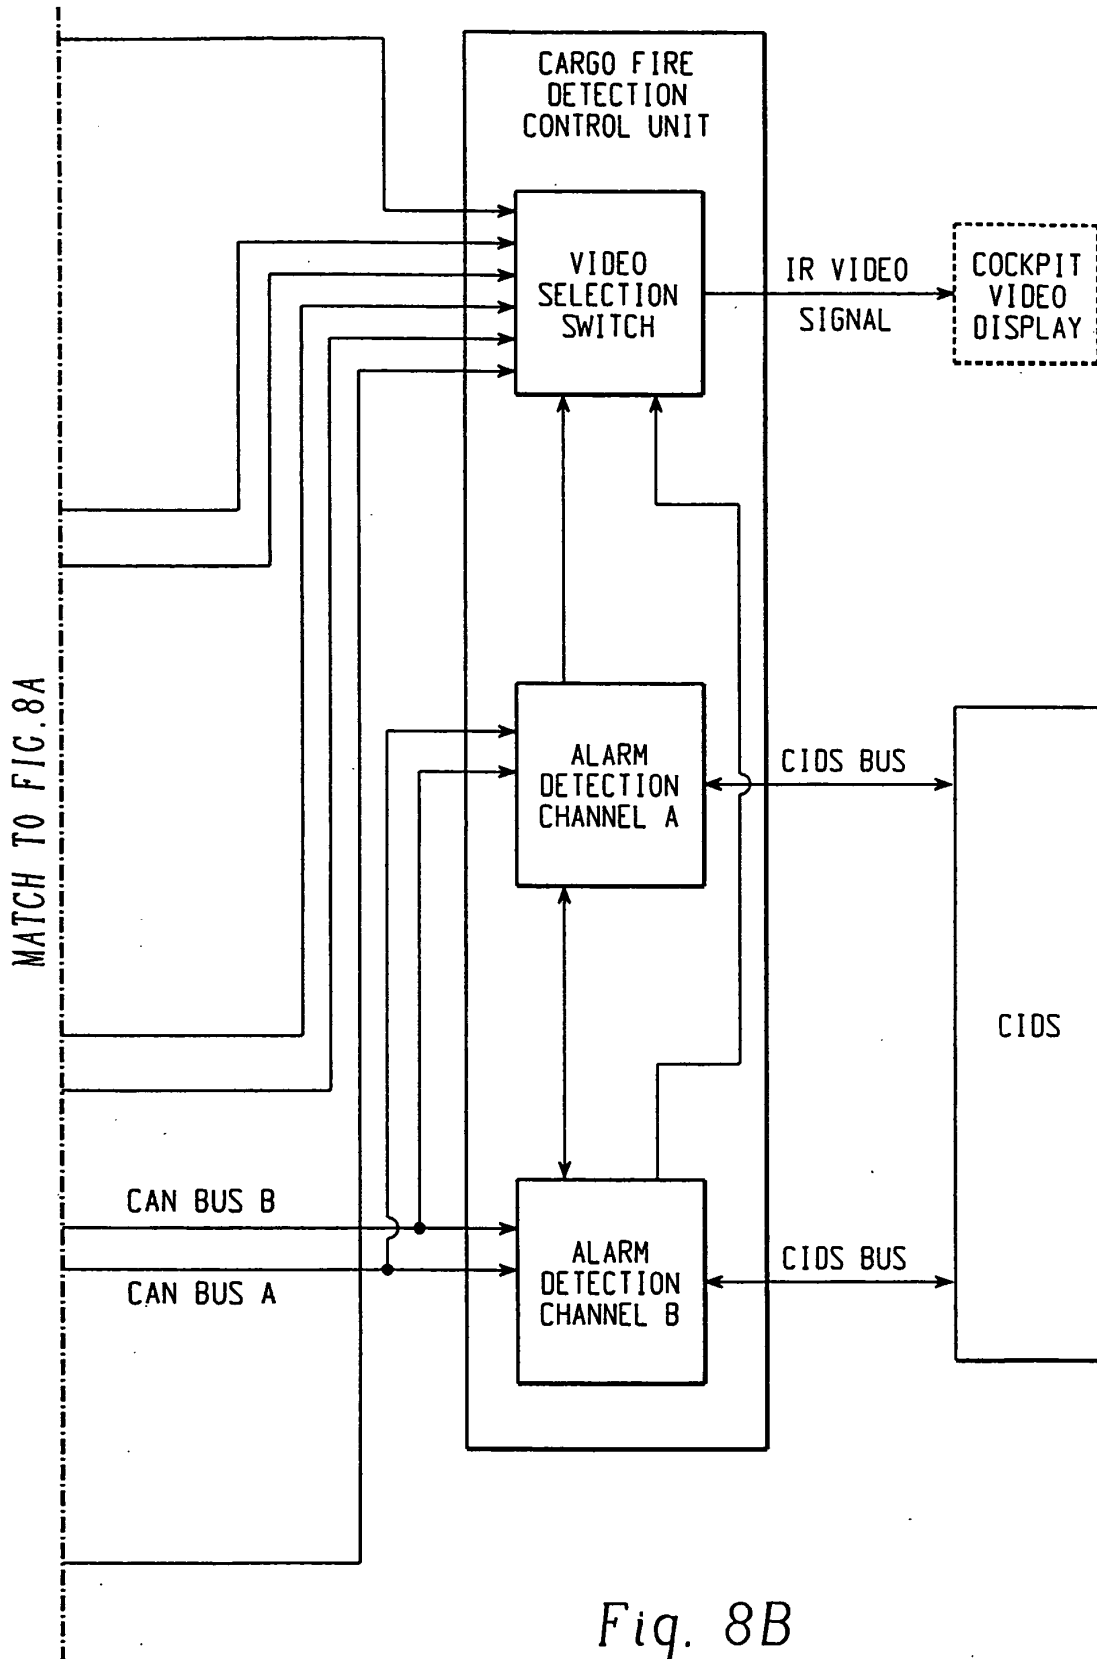 CARGO FIRE
DETECTION
CONTROL UNIT
VIDEO
SELECTION
SWITCH
IR VIDEO
SIGNAL
COCKPIT
VIDEO
DISPLAY
MATCH TO FIG.8A
ALARM
DETECTION
CHANNEL A
CIDS BUS
CIDS
CAN BUS B
CAN BUS A
ALARM
DETECTION
CHANNEL B
CIDS BUS
Fig. 8B